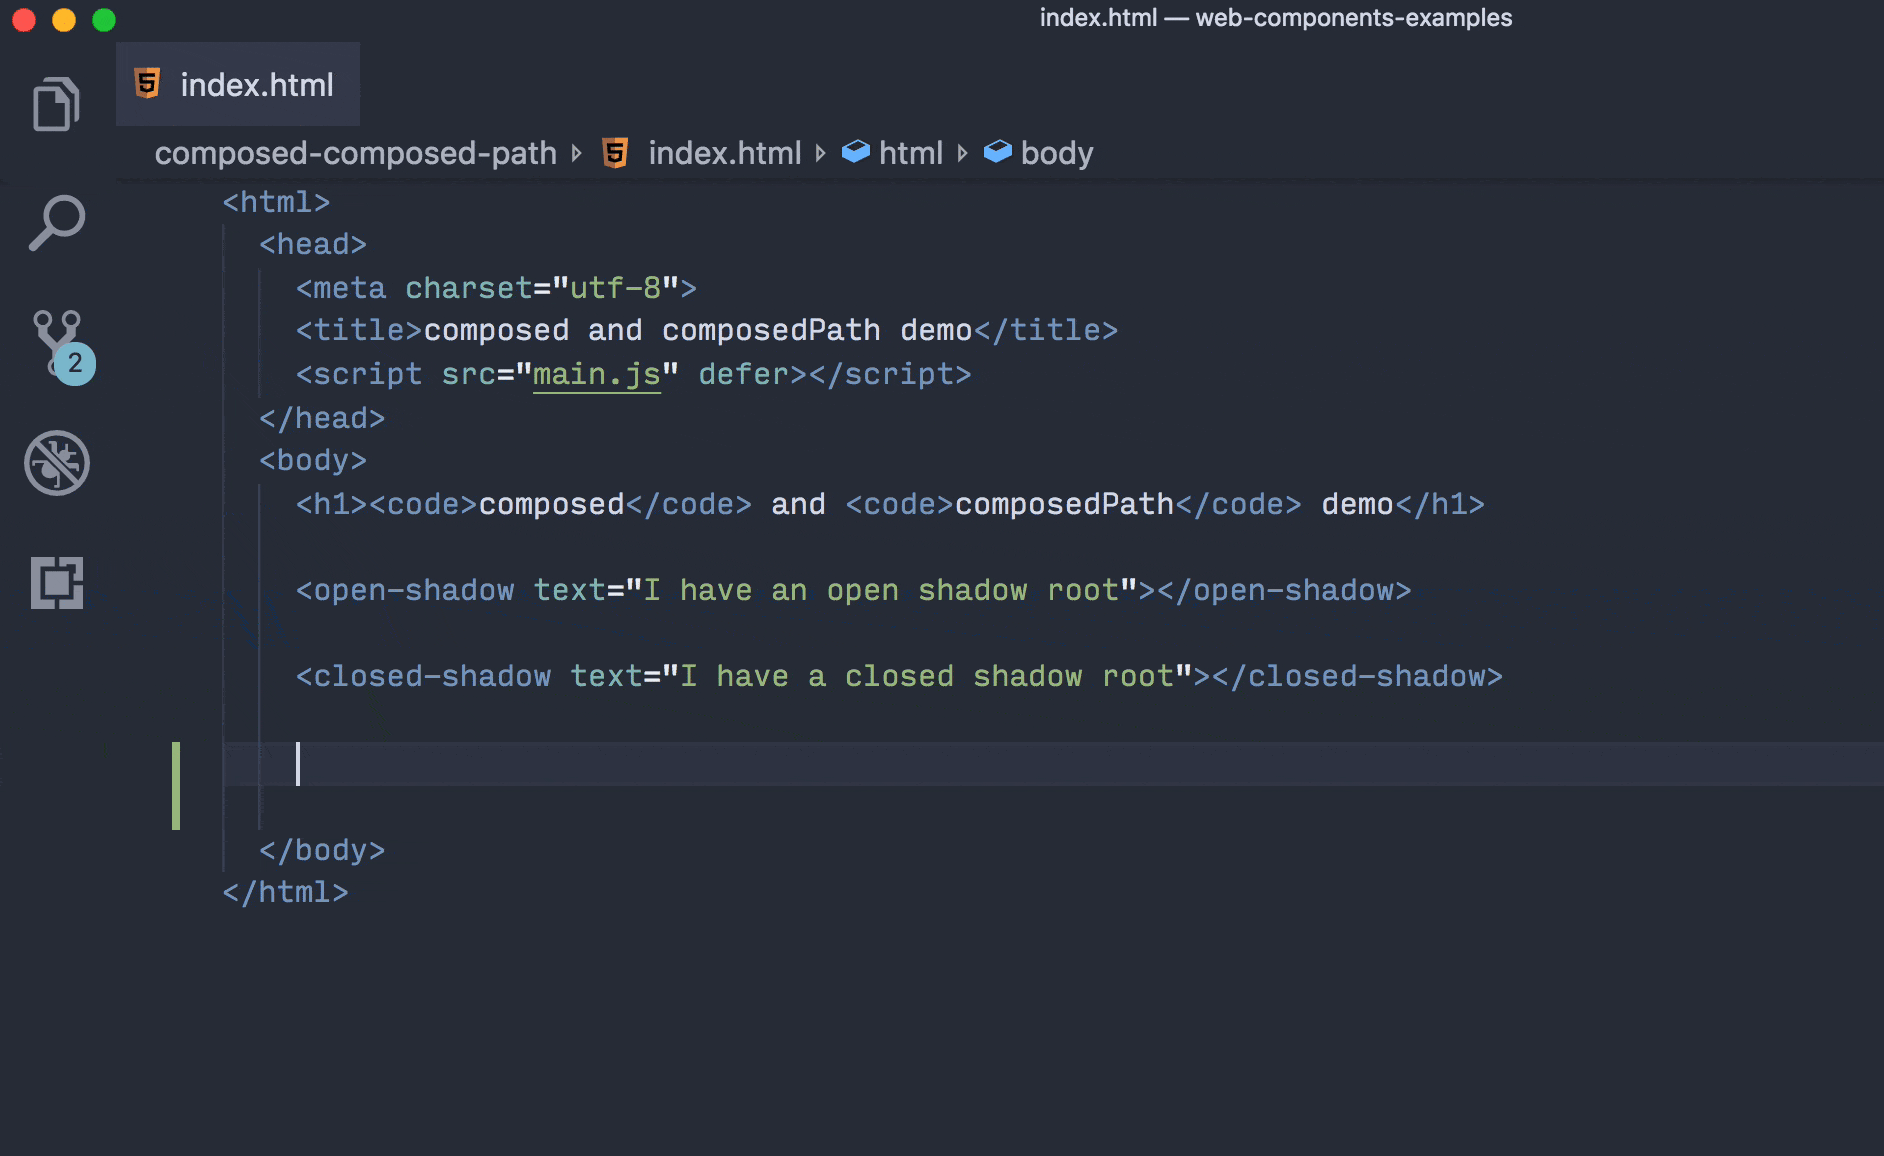 index.html — web-components-examples
index.html
composed-composed-path index.html html body
<html>
<head>
<meta charset="utf-8">
<title>composed and composedPath demo</title>
<script src="main.js" defer></script>
</head>
<body>
<h1><code>composed</code> and <code>composedPath</code> demo</h1>
<open-shadow text="I have an open shadow root"></open-shadow>
<closed-shadow text="I have a closed shadow root"></closed-shadow>
</body>
</html>
2